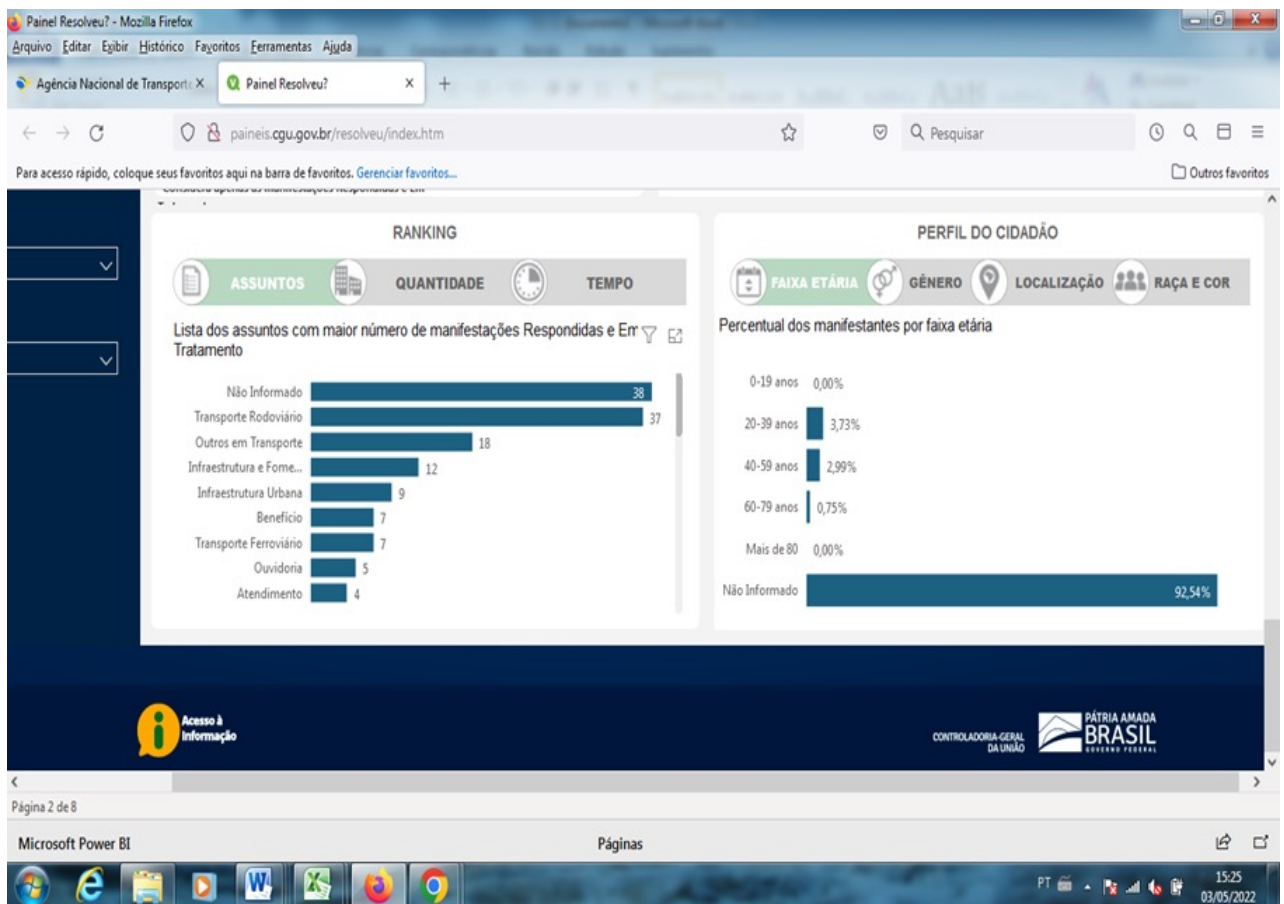 Painel Resolveu? - Mozilla Firefox
Arquivo Editar Exibir Histórico Favoritos Ferramentas Ajuda
Agência Nacional de Transporte
Painel Resolveu?
paineis.cgu.gov.br/resolveu/index.htm
Pesquisar
Para acesso rápido, coloque seus favoritos aqui na barra de favoritos. Gerenciar favoritos...
Outros favoritos
Considera apenas as manifestações Respondidas e Em
RANKING
ASSUNTOS
QUANTIDADE
TEMPO
Lista dos assuntos com maior número de manifestações Respondidas e Em
Tratamento
Não Informado 38
Transporte Rodoviário 37
Outros em Transporte 18
Infraestrutura e Fome... 12
Infraestrutura Urbana 9
Benefício 7
Transporte Ferroviário 7
Ouvidoria 5
Atendimento 4
PERFIL DO CIDADÃO
FAIXA ETÁRIA
GÊNERO
LOCALIZAÇÃO
RAÇA E COR
Percentual dos manifestantes por faixa etária
0-19 anos 0,00%
20-39 anos 3,73%
40-59 anos 2,99%
60-79 anos 0,75%
Mais de 80 0,00%
Não Informado 92,54%
Acesso à
Informação
CONTROLADORIA-GERAL
DA UNIÃO
PÁTRIA AMADA
BRASIL
GOVERNO FEDERAL
Página 2 de 8
Microsoft Power BI
Páginas
PT
15:25
03/05/2022